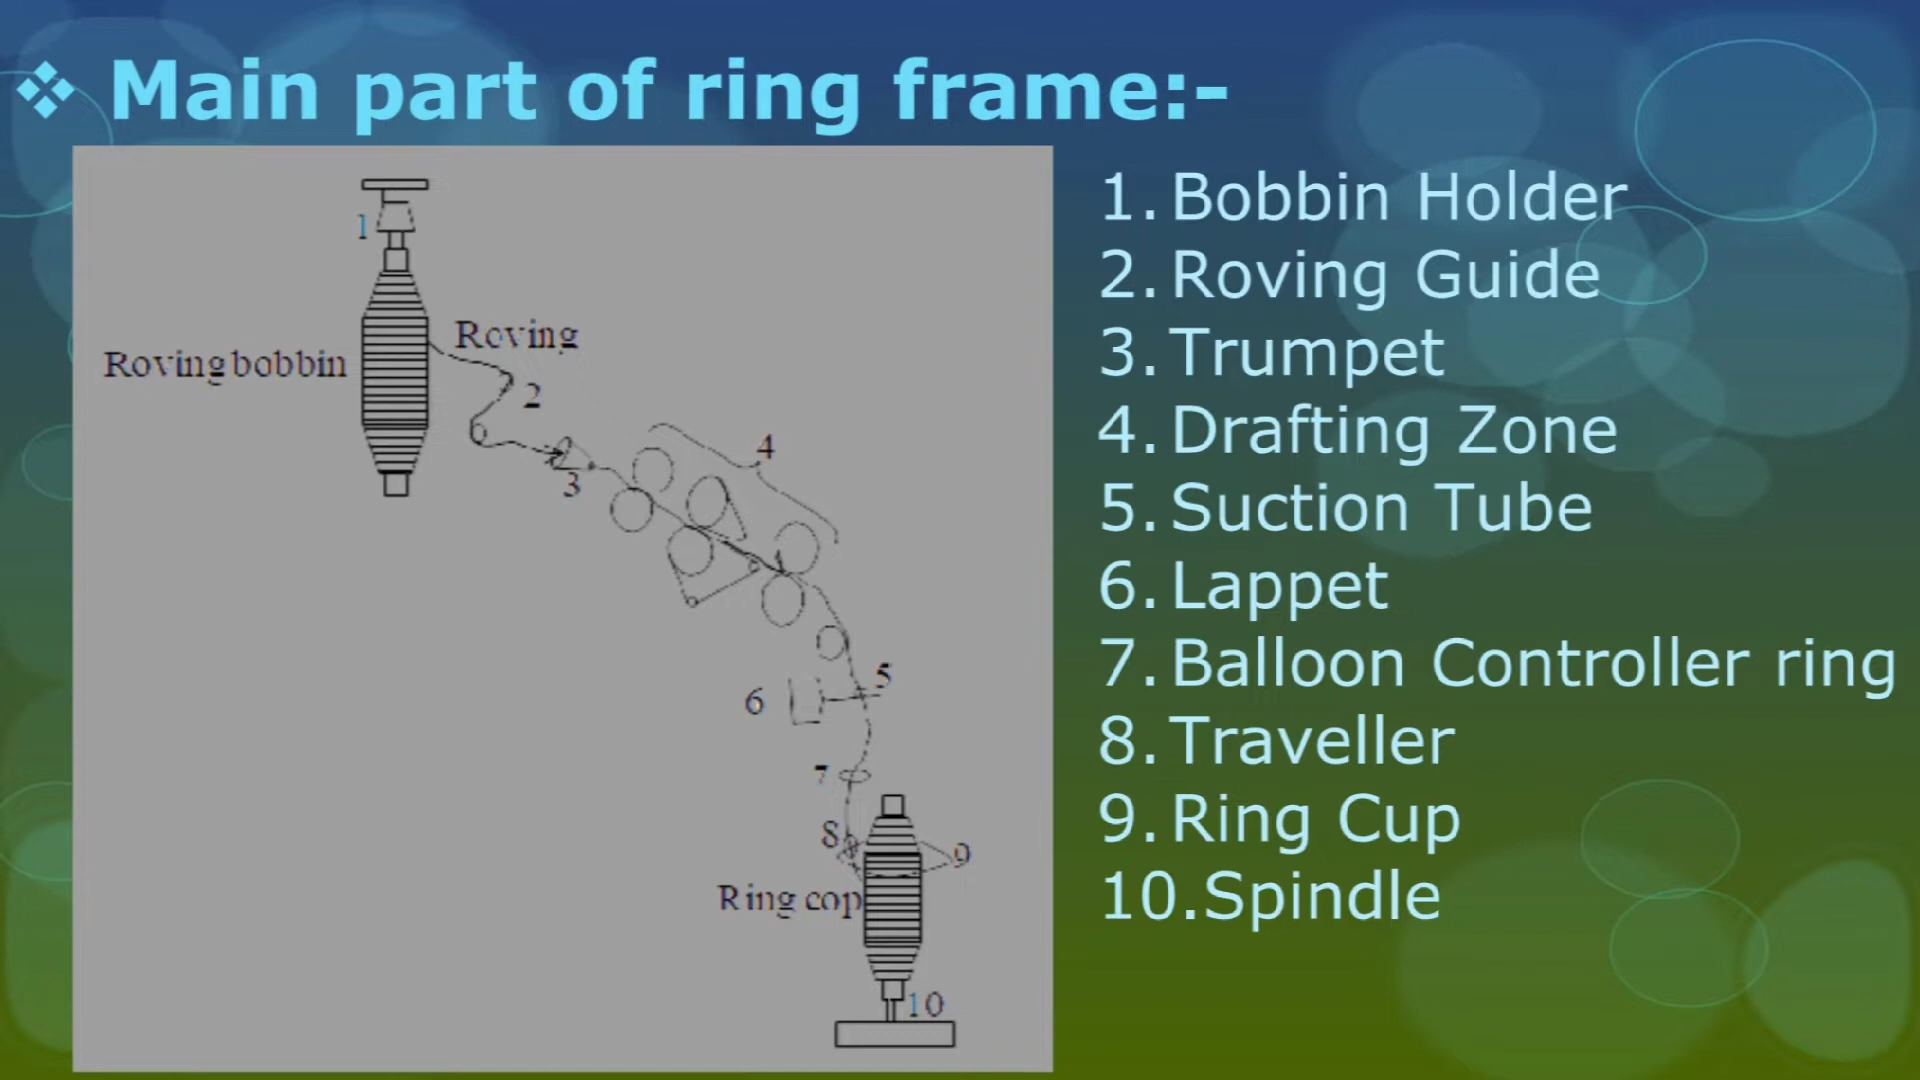 ❖ Main part of ring frame:-
1
Roving bobbin
Roving
2
3
4
5
6
7
8
9
Ring cop
10
1. Bobbin Holder
2. Roving Guide
3. Trumpet
4. Drafting Zone
5. Suction Tube
6. Lappet
7. Balloon Controller ring
8. Traveller
9. Ring Cup
10.Spindle